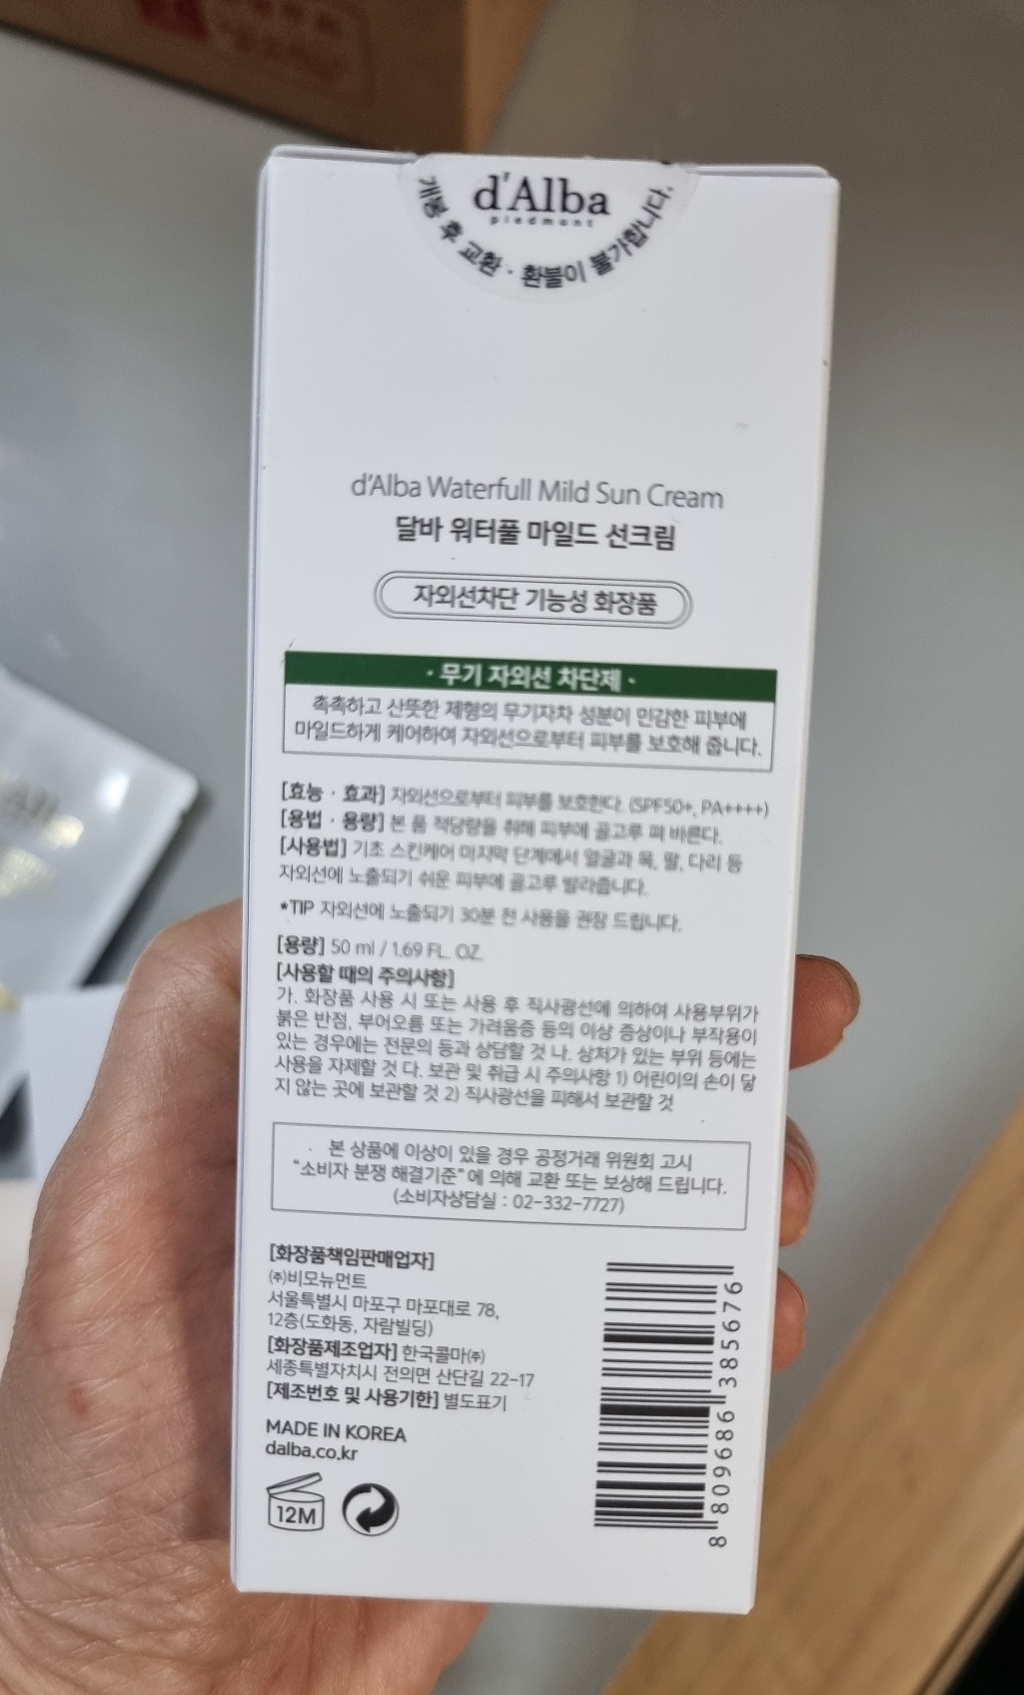 d'Alba
piedmont
개봉 후 교환 · 환불이 불가합니다.
d'Alba Waterfull Mild Sun Cream
달바 워터풀 마일드 선크림
자외선차단 기능성 화장품
· 무기 자외선 차단제 ·
촉촉하고 산뜻한 제형의 무기자차 성분이 민감한 피부에
마일드하게 케어하여 자외선으로부터 피부를 보호해 줍니다.
[효능 · 효과] 자외선으로부터 피부를 보호한다. (SPF50+, PA++++)
[용법 · 용량] 본 품 적당량을 취해 피부에 골고루 펴 바른다.
[사용법] 기초 스킨케어 마지막 단계에서 얼굴과 목, 팔, 다리 등
자외선에 노출되기 쉬운 피부에 골고루 발라줍니다.
*TIP 자외선에 노출되기 30분 전 사용을 권장 드립니다.
[용량] 50 ml / 1.69 FL. OZ.
[사용할 때의 주의사항]
가. 화장품 사용 시 또는 사용 후 직사광선에 의하여 사용부위가
붉은 반점, 부어오름 또는 가려움증 등의 이상 증상이나 부작용이
있는 경우에는 전문의 등과 상담할 것 나. 상처가 있는 부위 등에는
사용을 자제할 것 다. 보관 및 취급 시 주의사항 1) 어린이의 손이 닿
지 않는 곳에 보관할 것 2) 직사광선을 피해서 보관할 것
본 상품에 이상이 있을 경우 공정거래 위원회 고시
"소비자 분쟁 해결기준" 에 의해 교환 또는 보상해 드립니다.
(소비자상담실 : 02-332-7727)
[화장품책임판매업자]
㈜비모뉴먼트
서울특별시 마포구 마포대로 78,
12층(도화동, 자람빌딩)
[화장품제조업자] 한국콜마㈜
세종특별자치시 전의면 산단길 22-17
[제조번호 및 사용기한] 별도표기
MADE IN KOREA
dalba.co.kr
12M
8 809686 385676